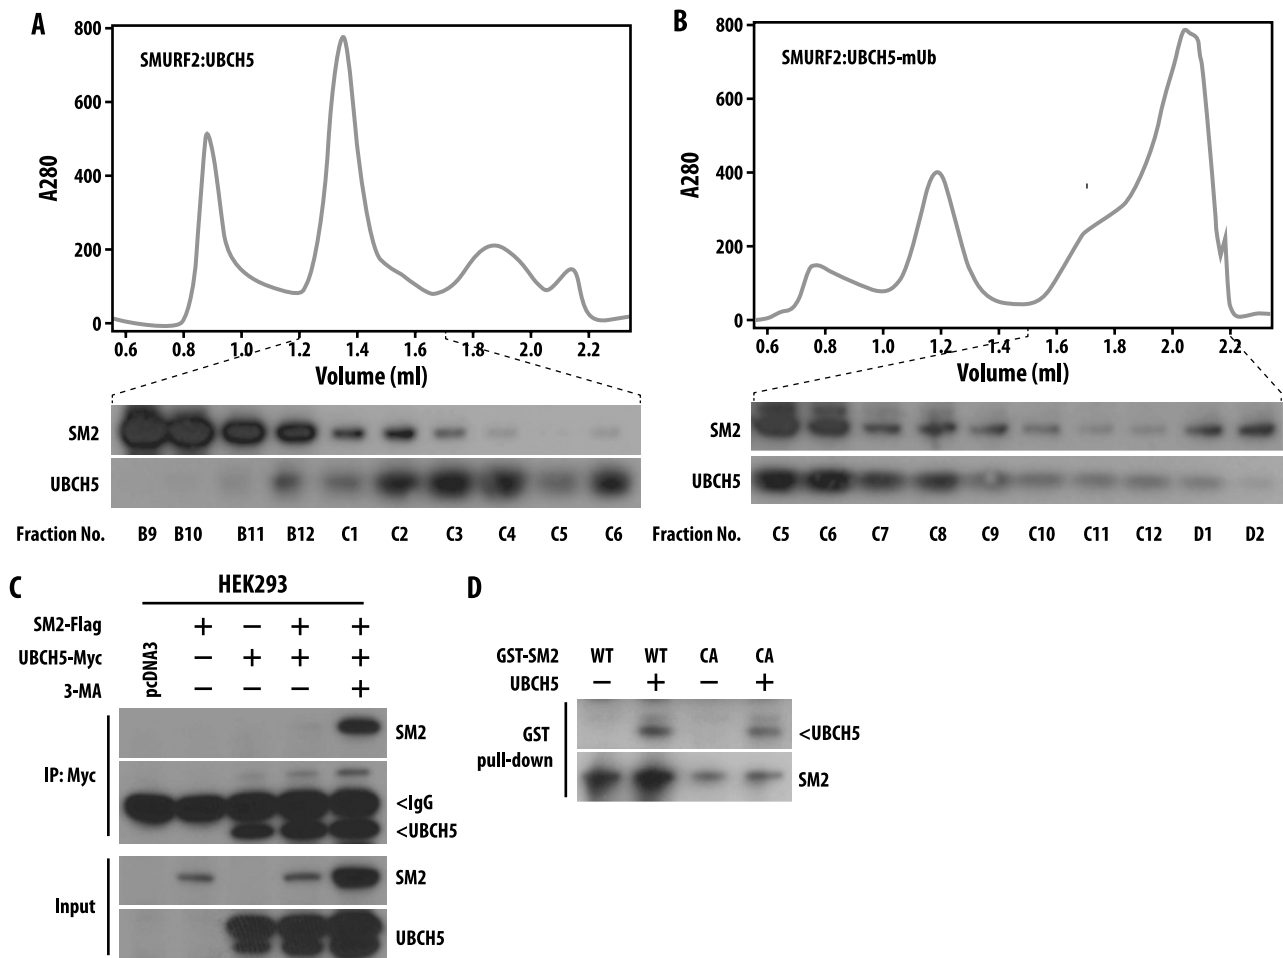 A
800
600
400
200
0
A280
SMURF2:UBCH5
0.6 0.8 1.0 1.2 1.4 1.6 1.8 2.0 2.2
Volume (ml)
SM2
UBCH5
Fraction No. B9 B10 B11 B12 C1 C2 C3 C4 C5 C6
B
800
600
400
200
0
A280
SMURF2:UBCH5-mUb
0.6 0.8 1.0 1.2 1.4 1.6 1.8 2.0 2.2
Volume (ml)
SM2
UBCH5
Fraction No. C5 C6 C7 C8 C9 C10 C11 C12 D1 D2
C
HEK293
SM2-Flag + − + +
UBCH5-Myc − + + +
3-MA − − − +
pcDNA3
IP: Myc
SM2
<IgG
<UBCH5
Input
SM2
UBCH5
D
GST-SM2 WT WT CA CA
UBCH5 − + − +
GST
pull-down
<UBCH5
SM2